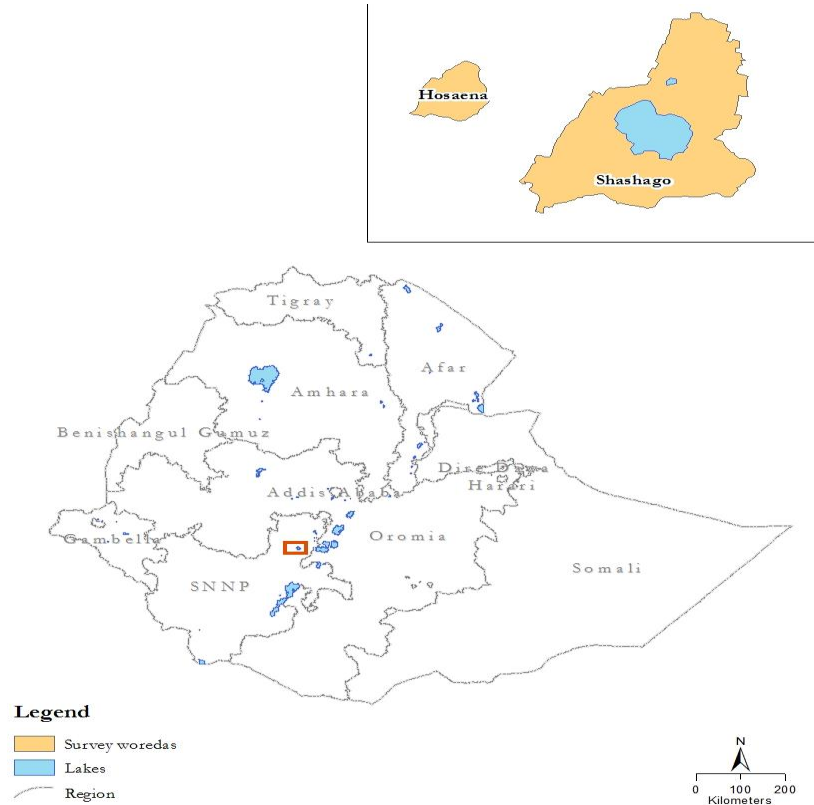 Hosaena
Shashago
Tigray
Afar
Amhara
Benishangul Gumuz
Dire Dawa
Addis Ababa
Harari
Oromia
Gambella
Somali
SNNP
Legend
Survey woredas
Lakes
Region
N
0 100 200
Kilometers